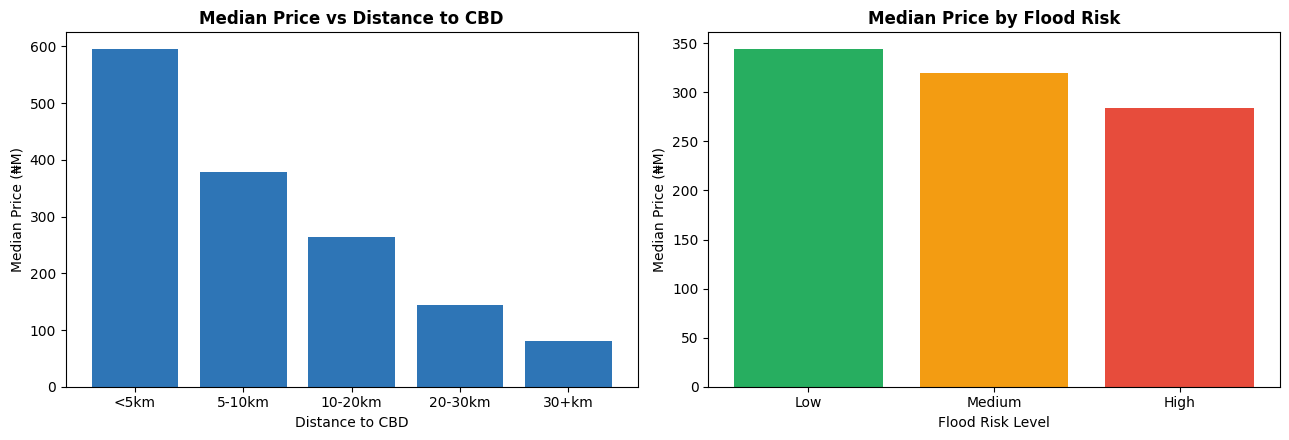 Median Price vs Distance to CBD
Median Price (₦M)
600
500
400
300
200
100
0
<5km
5-10km
10-20km
20-30km
30+km
Distance to CBD
Median Price by Flood Risk
Median Price (₦M)
350
300
250
200
150
100
50
0
Low
Medium
High
Flood Risk Level